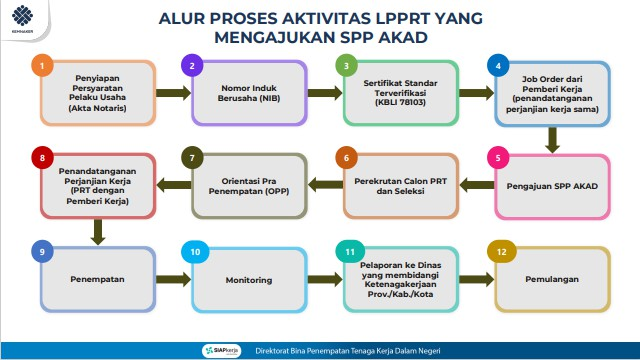 KEMNAKER
ALUR PROSES AKTIVITAS LPPRT YANG
MENGAJUKAN SPP AKAD
1
Penyiapan
Persyaratan
Pelaku Usaha
(Akta Notaris)
2
Nomor Induk
Berusaha (NIB)
3
Sertifikat Standar
Terverifikasi
(KBLI 78103)
4
Job Order dari
Pemberi Kerja
(penandatanganan
perjanjian kerja sama)
5
Pengajuan SPP AKAD
6
Perekrutan Calon PRT
dan Seleksi
7
Orientasi Pra
Penempatan (OPP)
8
Penandatanganan
Perjanjian Kerja
(PRT dengan
Pemberi Kerja)
9
Penempatan
10
Monitoring
11
Pelaporan ke Dinas
yang membidangi
Ketenagakerjaan
Prov./Kab./Kota
12
Pemulangan
SIAPkerja
Direktorat Bina Penempatan Tenaga Kerja Dalam Negeri